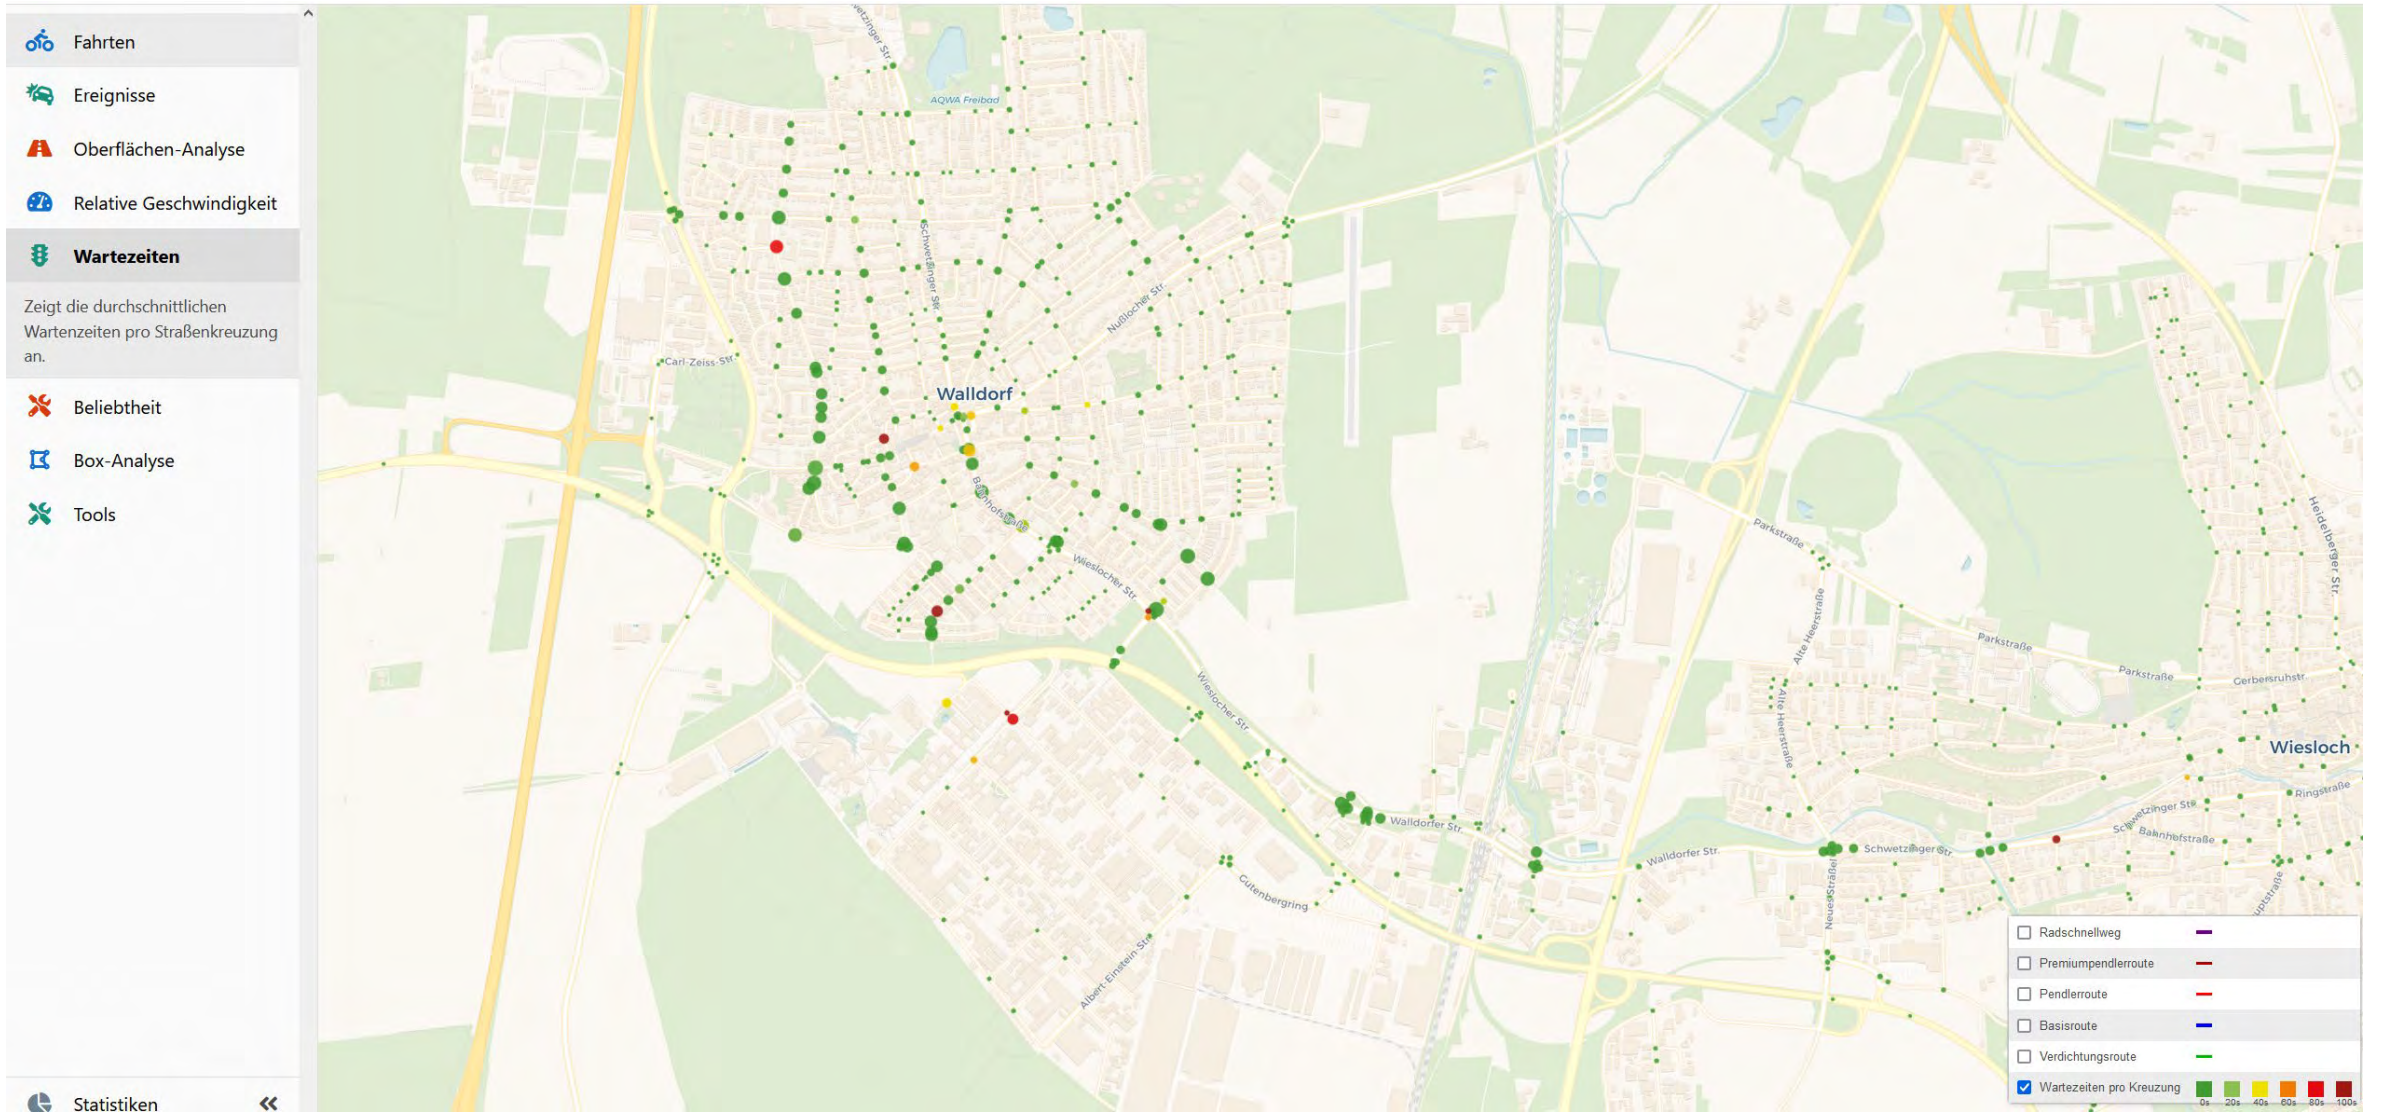 Fahrten
Ereignisse
Oberflächen-Analyse
Relative Geschwindigkeit
Wartezeiten
Zeigt die durchschnittlichen
Wartenzeiten pro Straßenkreuzung
an.
Beliebtheit
Box-Analyse
Tools
Statistiken
AQWA Freibad
Schwetzinger Str.
Nußlocher Str.
Carl-Zeiss-Str.
Walldorf
Bahnhofstraße
Wieslocher Str.
Wieslocher Str.
Parkstraße
Heidelberger Str.
Alte Heerstraße
Parkstraße
Parkstraße
Gerbersruhstr.
Alte Heerstraße
Wiesloch
Ringstraße
Schwetzinger Str.
Bahnhofstraße
Walldorfer Str.
Walldorfer Str.
Schwetzinger Str.
Gutenbergring
Albert-Einstein-Str.
Radschnellweg
Premiumpendlerroute
Pendlerroute
Basisroute
Verdichtungsroute
Wartezeiten pro Kreuzung
0s 20s 40s 60s 80s 100s